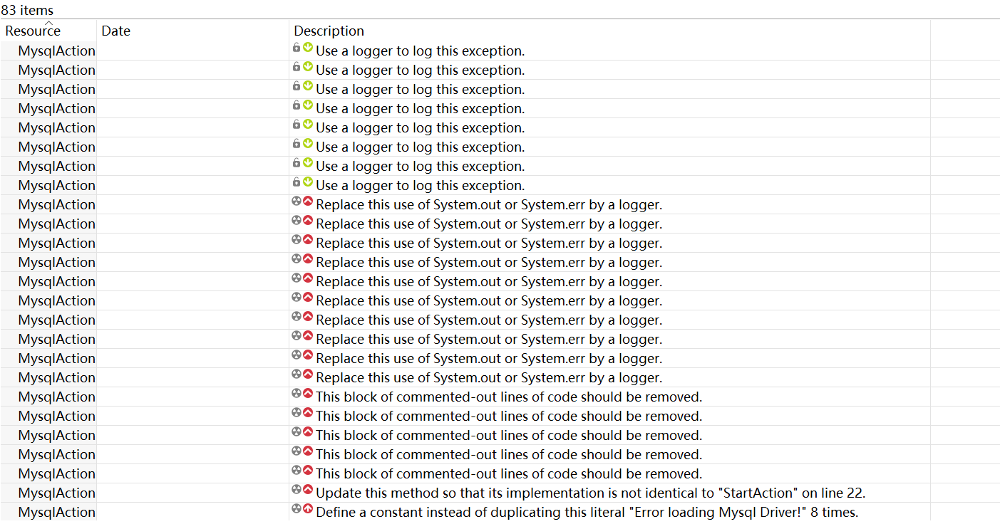 83 items
Resource Date Description
MysqlAction Use a logger to log this exception.
MysqlAction Use a logger to log this exception.
MysqlAction Use a logger to log this exception.
MysqlAction Use a logger to log this exception.
MysqlAction Use a logger to log this exception.
MysqlAction Use a logger to log this exception.
MysqlAction Use a logger to log this exception.
MysqlAction Use a logger to log this exception.
MysqlAction Replace this use of System.out or System.err by a logger.
MysqlAction Replace this use of System.out or System.err by a logger.
MysqlAction Replace this use of System.out or System.err by a logger.
MysqlAction Replace this use of System.out or System.err by a logger.
MysqlAction Replace this use of System.out or System.err by a logger.
MysqlAction Replace this use of System.out or System.err by a logger.
MysqlAction Replace this use of System.out or System.err by a logger.
MysqlAction Replace this use of System.out or System.err by a logger.
MysqlAction Replace this use of System.out or System.err by a logger.
MysqlAction Replace this use of System.out or System.err by a logger.
MysqlAction This block of commented-out lines of code should be removed.
MysqlAction This block of commented-out lines of code should be removed.
MysqlAction This block of commented-out lines of code should be removed.
MysqlAction This block of commented-out lines of code should be removed.
MysqlAction This block of commented-out lines of code should be removed.
MysqlAction Update this method so that its implementation is not identical to "StartAction" on line 22.
MysqlAction Define a constant instead of duplicating this literal "Error loading Mysql Driver!" 8 times.